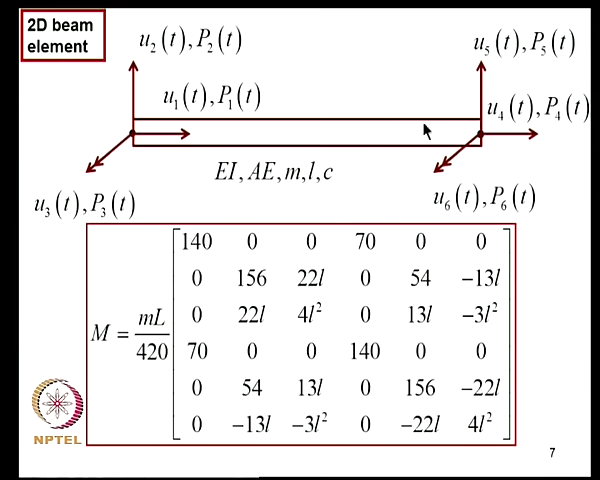 2D beam
element
u₂(t), P₂(t)
u₅(t), P₅(t)
u₁(t), P₁(t)
u₄(t), P₄(t)
EI, AE, m, l, c
u₃(t), P₃(t)
u₆(t), P₆(t)
M = mL/420
140 0 0 70 0 0
0 156 22l 0 54 −13l
0 22l 4l² 0 13l −3l²
70 0 0 140 0 0
0 54 13l 0 156 −22l
0 −13l −3l² 0 −22l 4l²
NPTEL
7